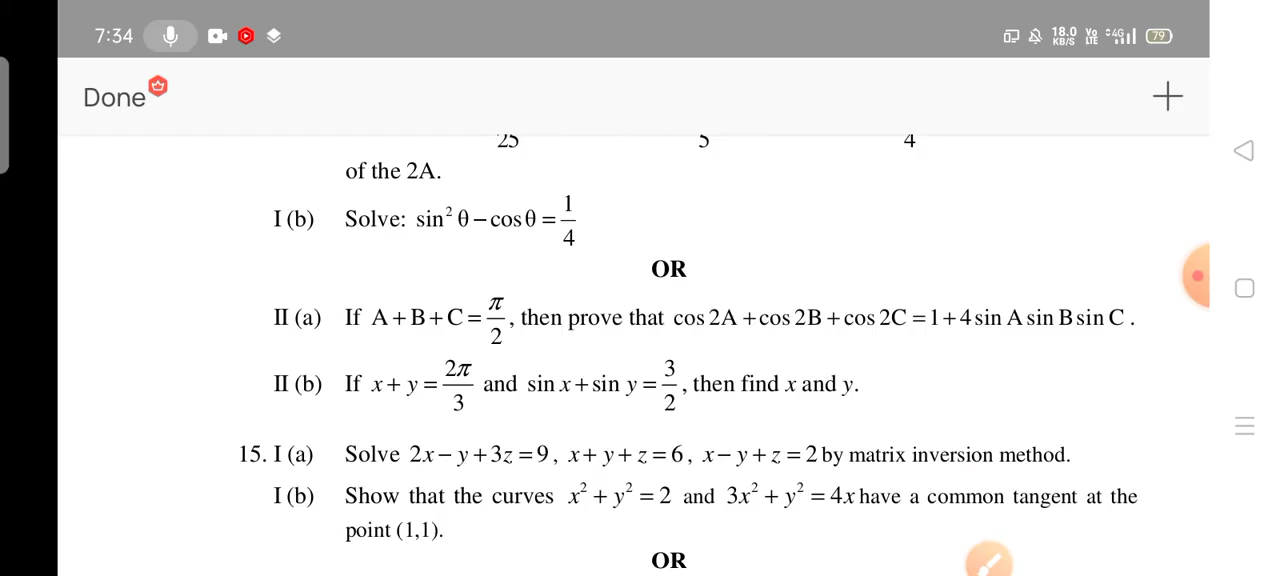 7:34 18.0 KB/S Vo LTE 4G 79
Done
25 5 4
of the 2A.
I (b) Solve: sin² θ − cos θ = 1/4
OR
II (a) If A + B + C = π/2, then prove that cos 2A + cos 2B + cos 2C = 1 + 4 sin A sin B sin C .
II (b) If x + y = 2π/3 and sin x + sin y = 3/2, then find x and y.
15. I (a) Solve 2x − y + 3z = 9 , x + y + z = 6 , x − y + z = 2 by matrix inversion method.
I (b) Show that the curves x² + y² = 2 and 3x² + y² = 4x have a common tangent at the
point (1,1).
OR